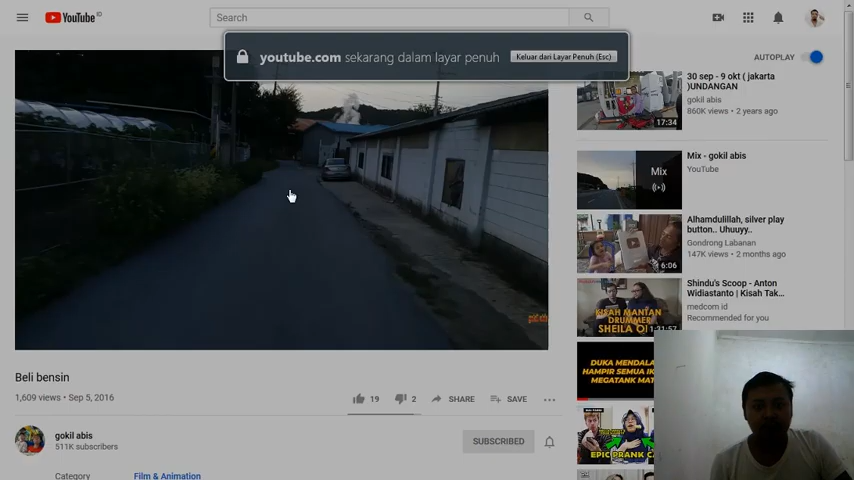 YouTube ID
Search
youtube.com sekarang dalam layar penuh
Keluar dari Layar Penuh (Esc)
AUTOPLAY
30 sep - 9 okt ( jakarta
)UNDANGAN
gokil abis
860K views • 2 years ago
17:34
Mix - gokil abis
YouTube
Mix
Alhamdulillah, silver play
button.. Uhuyyy..
Gondrong Labanan
147K views • 2 months ago
6:06
Shindu's Scoop - Anton
Widiastanto | Kisah Tak...
medcom id
Recommended for you
KISAH MANTAN
DRUMMER
SHEILA O
1:31:57
DUKA MENDALA
HAMPIR SEMUA IK
MEGATANK MAT
EPIC PRANK CA
Beli bensin
1,609 views • Sep 5, 2016
19
2
SHARE
SAVE
gokil abis
511K subscribers
SUBSCRIBED
Category
Film & Animation